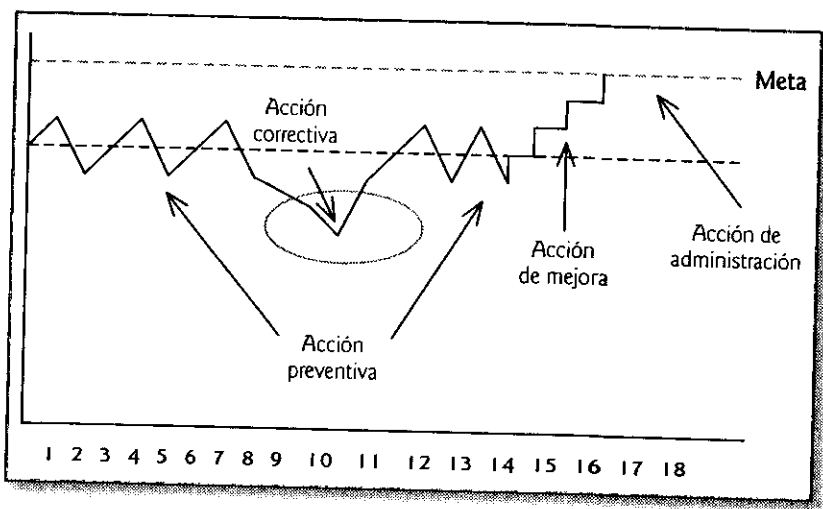 Meta
Acción
correctiva
Acción
de mejora
Acción de
administración
Acción
preventiva
1 2 3 4 5 6 7 8 9 10 11 12 13 14 15 16 17 18